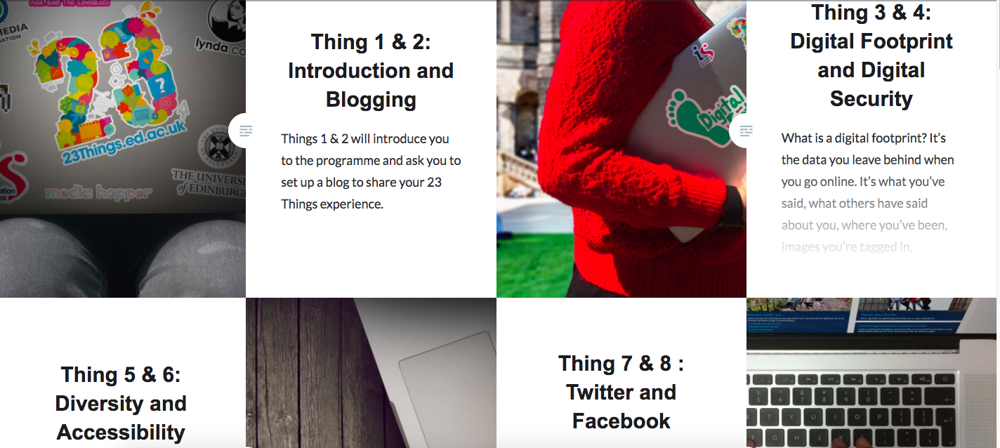 MEDIA
lynda.co
23Things.ed.ac.uk
THE UNIVERSITY
of EDINBURGH
media hopper
Thing 1 & 2:
Introduction and
Blogging
Things 1 & 2 will introduce you
to the programme and ask you to
set up a blog to share your 23
Things experience.
Digital
Thing 3 & 4:
Digital Footprint
and Digital
Security
What is a digital footprint? It’s
the data you leave behind when
you go online. It’s what you’ve
said, what others have said
about you, where you’ve been,
images you’re tagged in,
Thing 5 & 6:
Diversity and
Accessibility
Thing 7 & 8 :
Twitter and
Facebook
Study with us
New students